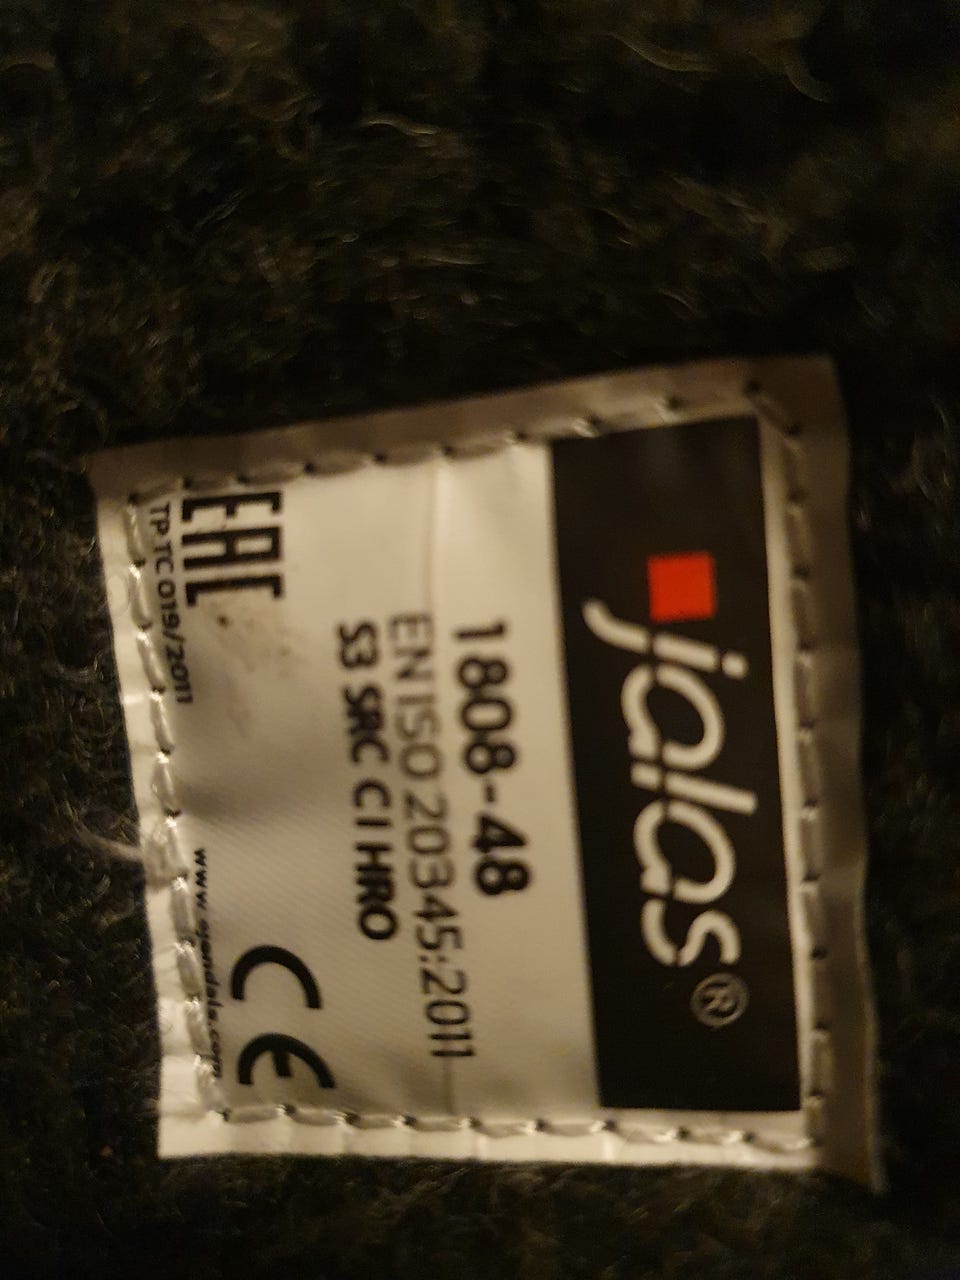 jalas®
1808-48
EN ISO 20345:2011
S3 SRC CI HRO
EAC
TP TC 019/2011
CE